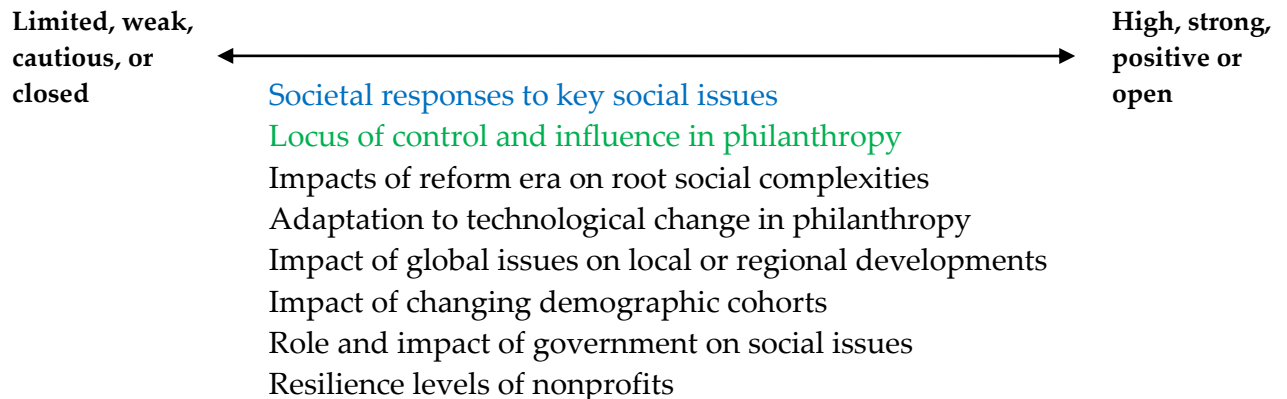 Limited, weak,
cautious, or
closed
High, strong,
positive or
open
Societal responses to key social issues
Locus of control and influence in philanthropy
Impacts of reform era on root social complexities
Adaptation to technological change in philanthropy
Impact of global issues on local or regional developments
Impact of changing demographic cohorts
Role and impact of government on social issues
Resilience levels of nonprofits